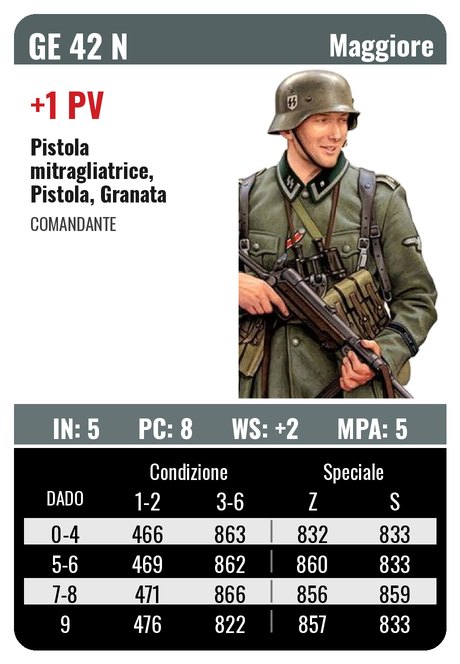 GE 42 N
Maggiore
+1 PV
Pistola
mitragliatrice,
Pistola, Granata
COMANDANTE
IN: 5 PC: 8 WS: +2 MPA: 5
Condizione Speciale
DADO 1-2 3-6 Z S
0-4 466 863 832 833
5-6 469 862 860 833
7-8 471 866 856 859
9 476 822 857 833